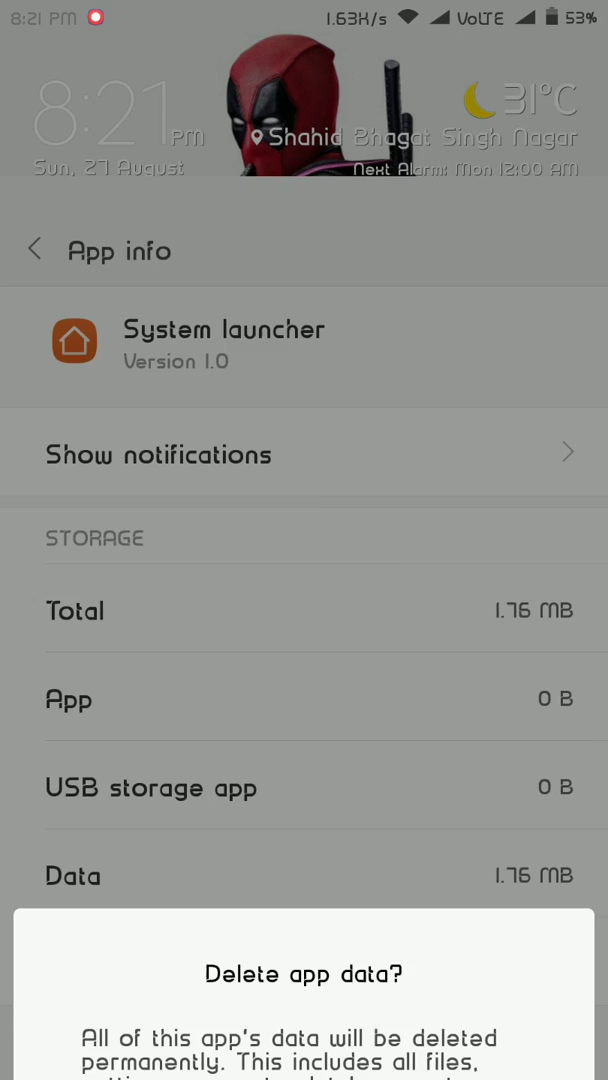 8:21 PM 1.63K/s VoLTE 53%
8:21 PM 31°C
Shahid Bhagat Singh Nagar
Sun, 27 August Next Alarm: Mon 12:00 AM
App info
System launcher
Version 1.0
Show notifications
STORAGE
Total 1.76 MB
App 0 B
USB storage app 0 B
Data 1.76 MB
Delete app data?
All of this app's data will be deleted
permanently. This includes all files,